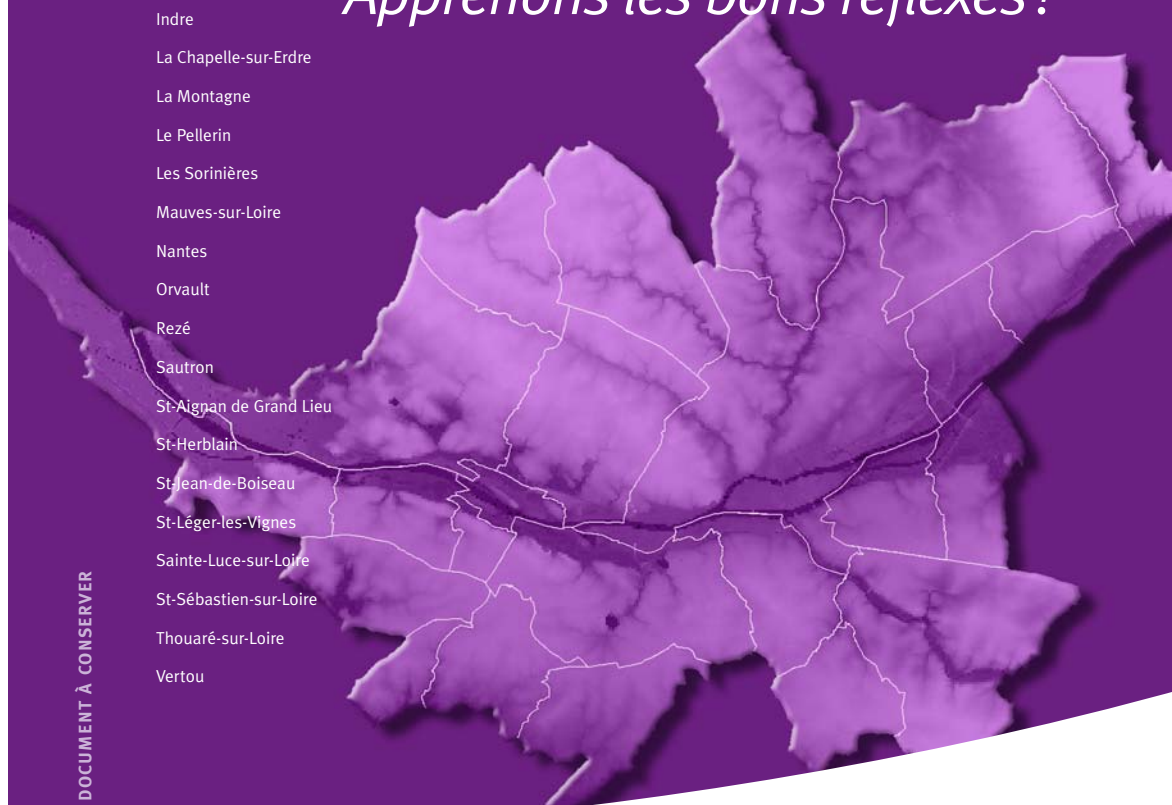 Apprenons les bons réflexes !
Indre
La Chapelle-sur-Erdre
La Montagne
Le Pellerin
Les Sorinières
Mauves-sur-Loire
Nantes
Orvault
Rezé
Sautron
St-Aignan de Grand Lieu
St-Herblain
St-Jean-de-Boiseau
St-Léger-les-Vignes
Sainte-Luce-sur-Loire
St-Sébastien-sur-Loire
Thouaré-sur-Loire
Vertou
DOCUMENT À CONSERVER